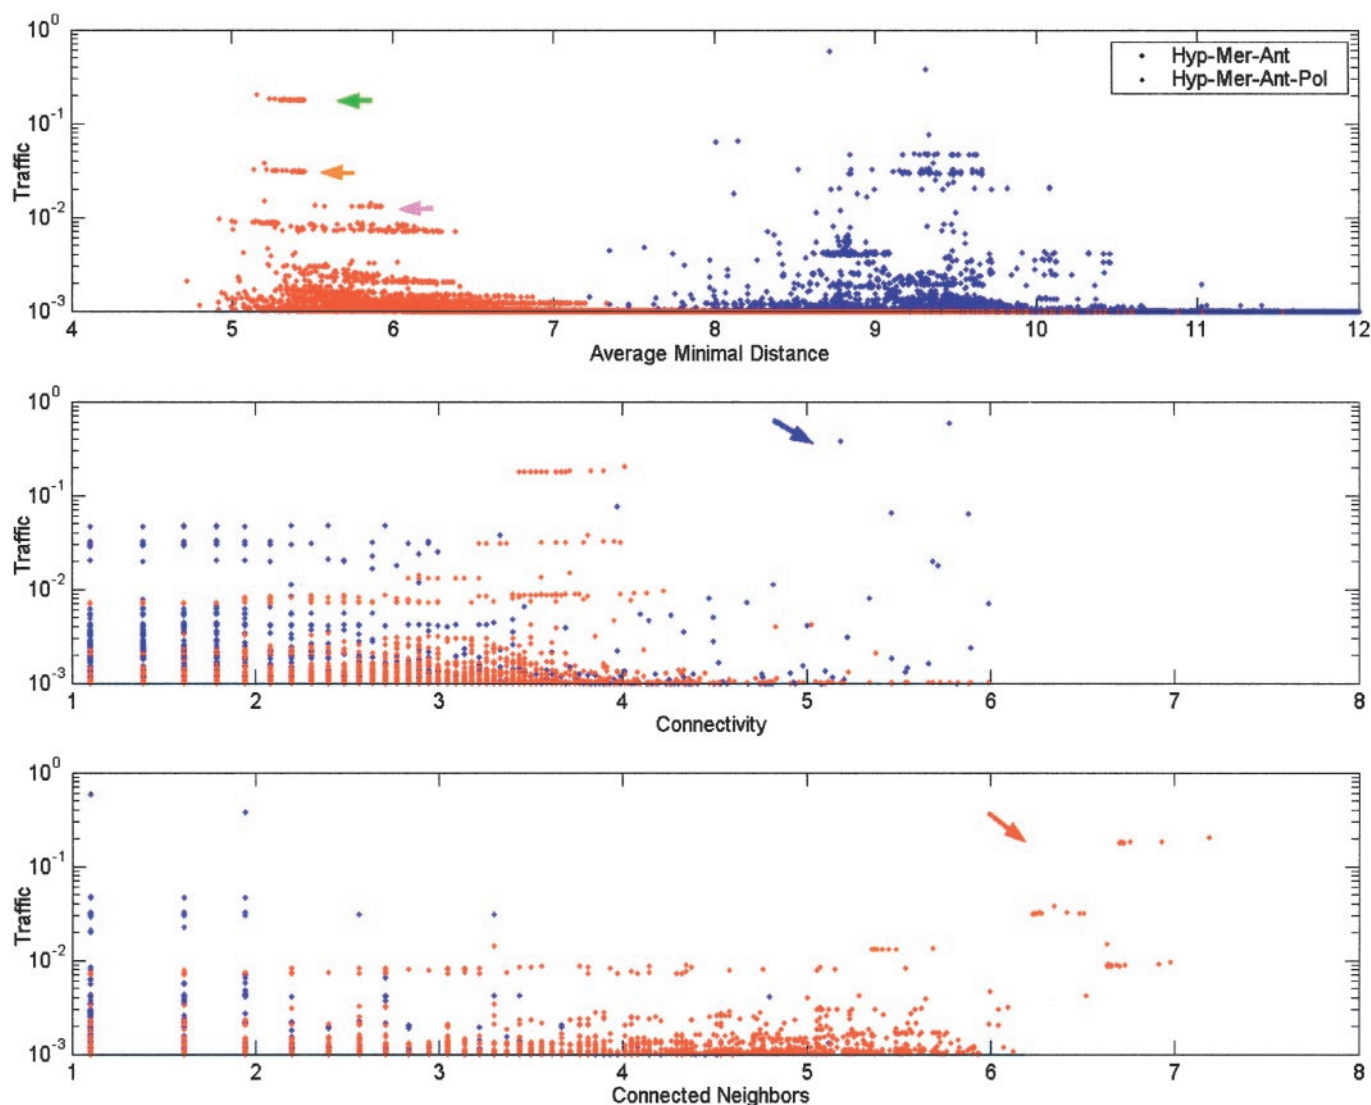 10^0
Hyp-Mer-Ant
Hyp-Mer-Ant-Pol
10^-1
Traffic
10^-2
10^-3
4 5 6 7 8 9 10 11 12
Average Minimal Distance
10^0
10^-1
Traffic
10^-2
10^-3
1 2 3 4 5 6 7 8
Connectivity
10^0
10^-1
Traffic
10^-2
10^-3
1 2 3 4 5 6 7 8
Connected Neighbors